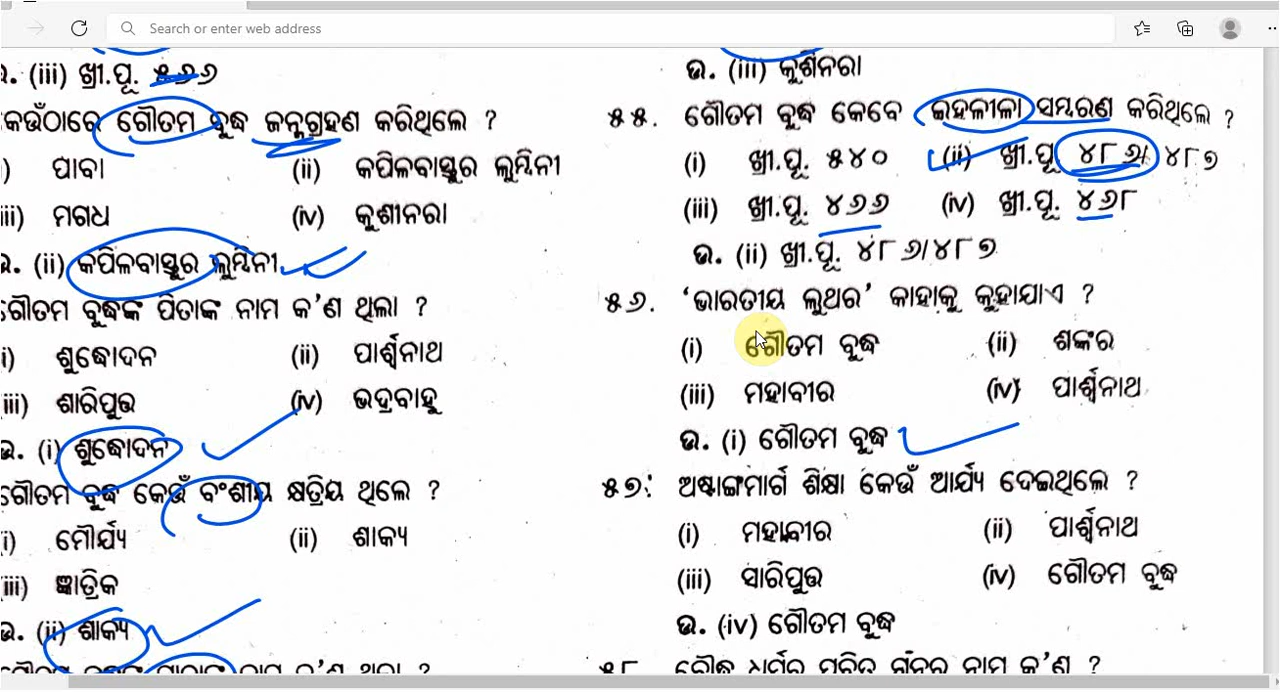 Search or enter web address
ଉ. (iii) ଖ୍ରୀ.ପୂ. ୫୬୬
କେଉଁଠାରେ ଗୌତମ ବୁଦ୍ଧ ଜନ୍ମଗ୍ରହଣ କରିଥିଲେ ?
) ପାବା (ii) କପିଳବାସ୍ତୁର ଲୁମ୍ବିନୀ
iii) ମଗଧ (iv) କୁଶୀନରା
ଉ. (ii) କପିଳବାସ୍ତୁର ଲୁମ୍ବିନୀ
ଗୌତମ ବୁଦ୍ଧଙ୍କ ପିତାଙ୍କ ନାମ କ'ଣ ଥିଲା ?
i) ଶୁଦ୍ଧୋଦନ (ii) ପାର୍ଶ୍ୱନାଥ
iii) ଶାରିପୁତ୍ତ (iv) ଭଦ୍ରବାହୁ
ଉ. (i) ଶୁଦ୍ଧୋଦନ
ଗୌତମ ବୁଦ୍ଧ କେଉଁ ବଂଶୀୟ କ୍ଷତ୍ରିୟ ଥିଲେ ?
i) ମୌର୍ଯ୍ୟ (ii) ଶାକ୍ୟ
iii) ଜ୍ଞାତ୍ରିକ
ଉ. (ii) ଶାକ୍ୟ
ଉ. (iii) କୁଶିନରା
୫୫. ଗୌତମ ବୁଦ୍ଧ କେବେ ଇହଲୀଳା ସମ୍ବରଣ କରିଥିଲେ ?
(i) ଖ୍ରୀ.ପୂ. ୫୪୦ (ii) ଖ୍ରୀ.ପୂ. ୪୮୬/୪୮୭
(iii) ଖ୍ରୀ.ପୂ. ୪୬୬ (iv) ଖ୍ରୀ.ପୂ. ୪୬୮
ଉ. (ii) ଖ୍ରୀ.ପୂ. ୪୮୬/୪୮୭
୫୬. 'ଭାରତୀୟ ଲୁଥର' କାହାକୁ କୁହାଯାଏ ?
(i) ଗୌତମ ବୁଦ୍ଧ (ii) ଶଙ୍କର
(iii) ମହାବୀର (iv) ପାର୍ଶ୍ୱନାଥ
ଉ. (i) ଗୌତମ ବୁଦ୍ଧ
୫୭. ଅଷ୍ଟାଙ୍ଗମାର୍ଗ ଶିକ୍ଷା କେଉଁ ଆର୍ଯ୍ୟ ଦେଇଥିଲେ ?
(i) ମହାବୀର (ii) ପାର୍ଶ୍ୱନାଥ
(iii) ସାରିପୁତ୍ତ (iv) ଗୌତମ ବୁଦ୍ଧ
ଉ. (iv) ଗୌତମ ବୁଦ୍ଧ